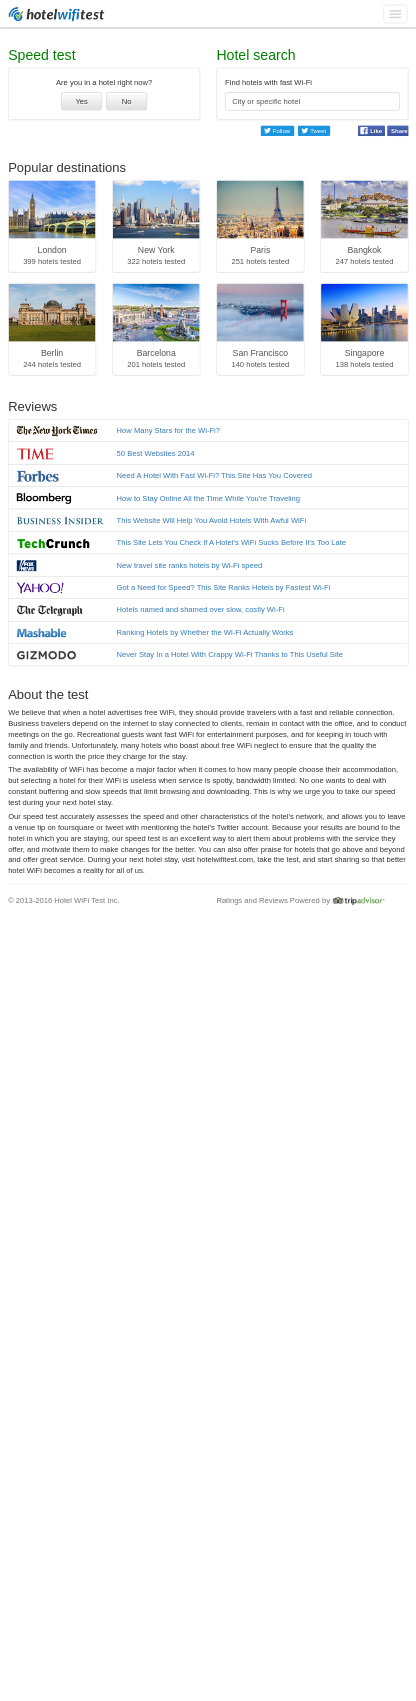 hotelwifitest
Speed test
Are you in a hotel right now?
Yes No
Hotel search
Find hotels with fast Wi-Fi
City or specific hotel
Follow Tweet Like Share
Popular destinations
London New York Paris Bangkok
399 hotels tested 322 hotels tested 251 hotels tested 247 hotels tested
Berlin Barcelona San Francisco Singapore
244 hotels tested 201 hotels tested 140 hotels tested 138 hotels tested
Reviews
The New York Times How Many Stars for the Wi-Fi?
TIME 50 Best Websites 2014
Forbes Need A Hotel With Fast Wi-Fi? This Site Has You Covered
Bloomberg How to Stay Online All the Time While You're Traveling
BUSINESS INSIDER This Website Will Help You Avoid Hotels With Awful WiFi
TechCrunch This Site Lets You Check If A Hotel's WiFi Sucks Before It's Too Late
FOX NEWS New travel site ranks hotels by Wi-Fi speed
YAHOO! Got a Need for Speed? This Site Ranks Hotels by Fastest Wi-Fi
The Telegraph Hotels named and shamed over slow, costly Wi-Fi
Mashable Ranking Hotels by Whether the Wi-Fi Actually Works
GIZMODO Never Stay In a Hotel With Crappy Wi-Fi Thanks to This Useful Site
About the test
We believe that when a hotel advertises free WiFi, they should provide travelers with a fast and reliable connection.
Business travelers depend on the internet to stay connected to clients, remain in contact with the office, and to conduct
meetings on the go. Recreational guests want fast WiFi for entertainment purposes, and for keeping in touch with
family and friends. Unfortunately, many hotels who boast about free WiFi neglect to ensure that the quality the
connection is worth the price they charge for the stay.
The availability of WiFi has become a major factor when it comes to how many people choose their accommodation,
but selecting a hotel for their WiFi is useless when service is spotty, bandwidth limited. No one wants to deal with
constant buffering and slow speeds that limit browsing and downloading. This is why we urge you to take our speed
test during your next hotel stay.
Our speed test accurately assesses the speed and other characteristics of the hotel's network, and allows you to leave
a venue tip on foursquare or tweet with mentioning the hotel's Twitter account. Because your results are bound to the
hotel in which you are staying, our speed test is an excellent way to alert them about problems with the service they
offer, and motivate them to make changes for the better. You can also offer praise for hotels that go above and beyond
and offer great service. During your next hotel stay, visit hotelwifitest.com, take the test, and start sharing so that better
hotel WiFi becomes a reality for all of us.
© 2013-2016 Hotel WiFi Test Inc. Ratings and Reviews Powered by tripadvisor